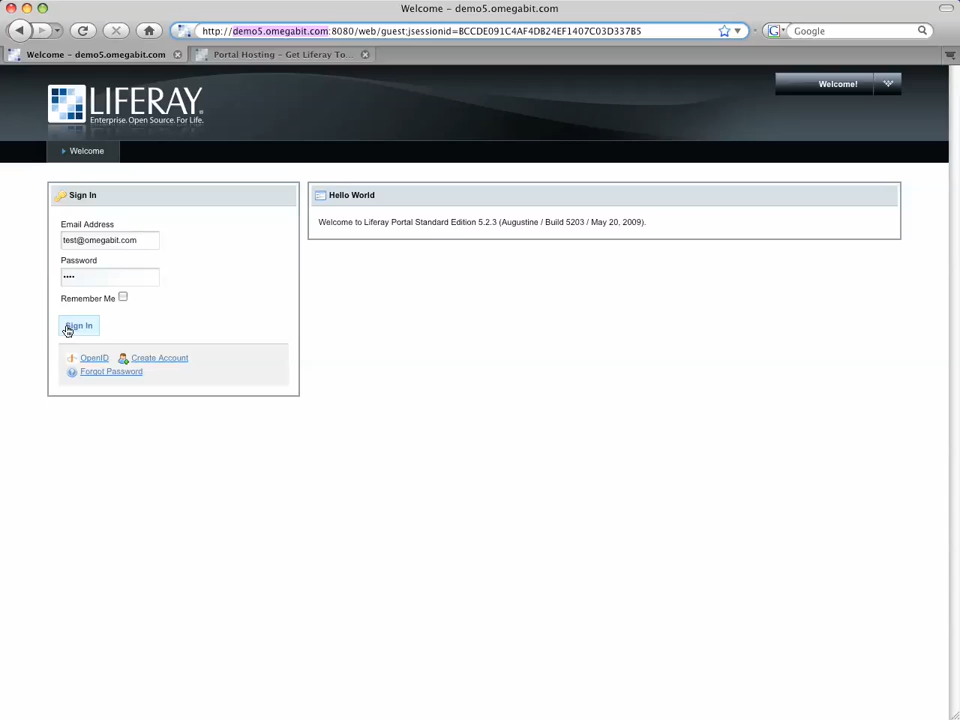 Welcome – demo5.omegabit.com
http://demo5.omegabit.com:8080/web/guest;jsessionid=BCCDE091C4AF4DB24EF1407C03D337B5
Google
Welcome – demo5.omegabit.com
Portal Hosting – Get Liferay To...
LIFERAY.
Enterprise. Open Source. For Life.
Welcome!
Welcome
Sign In
Hello World
Email Address
Welcome to Liferay Portal Standard Edition 5.2.3 (Augustine / Build 5203 / May 20, 2009).
test@omegabit.com
Password
••••
Remember Me
Sign In
OpenID Create Account
Forgot Password